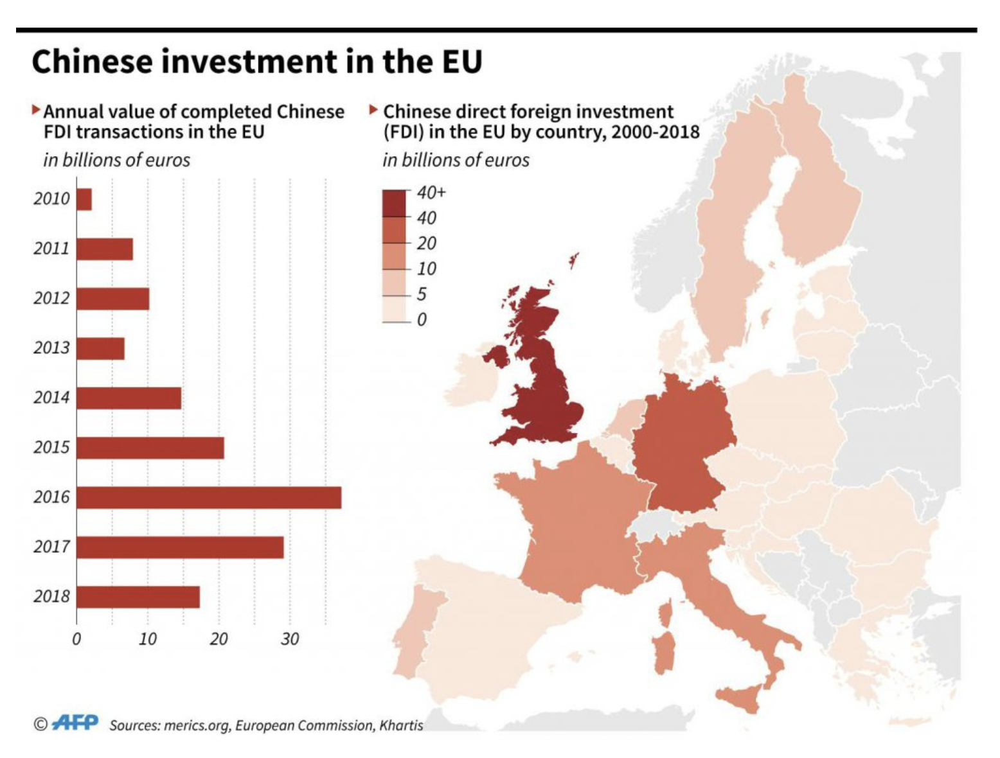 Chinese investment in the EU
Annual value of completed Chinese
FDI transactions in the EU
in billions of euros
2010
2011
2012
2013
2014
2015
2016
2017
2018
0 10 20 30
Chinese direct foreign investment
(FDI) in the EU by country, 2000-2018
in billions of euros
40+
40
20
10
5
0
© AFP Sources: merics.org, European Commission, Khartis